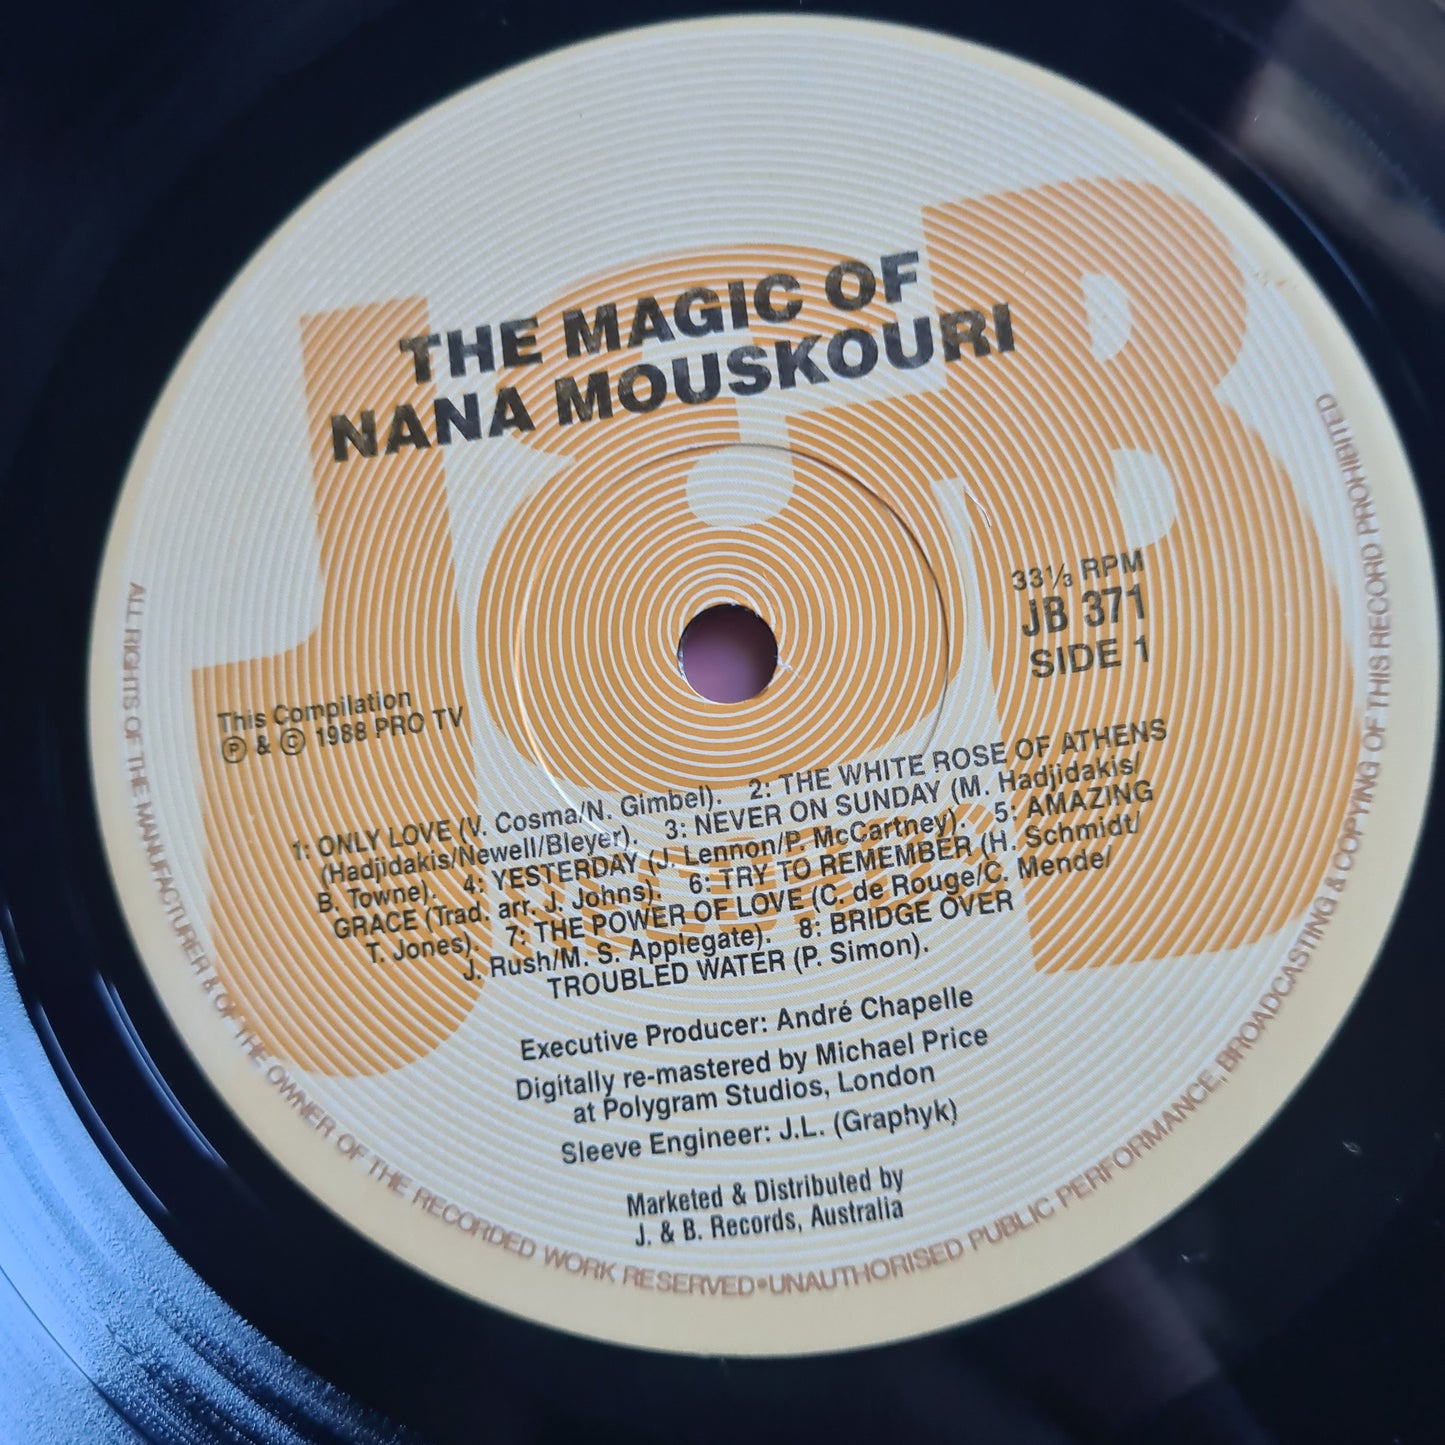 THE MAGIC OF
NANA MOUSKOURI
33⅓ RPM
JB 371
SIDE 1
This Compilation
Ⓟ & © 1988 PRO TV
1: ONLY LOVE (V. Cosma/N. Gimbel). 2: THE WHITE ROSE OF ATHENS
(Hadjidakis/Newell/Bleyer). 3: NEVER ON SUNDAY (M. Hadjidakis/
B. Towne). 4: YESTERDAY (J. Lennon/P. McCartney). 5: AMAZING
GRACE (Trad. arr. J. Johns). 6: TRY TO REMEMBER (H. Schmidt/
T. Jones). 7: THE POWER OF LOVE (C. de Rouge/C. Mende/
J. Rush/M. S. Applegate). 8: BRIDGE OVER
TROUBLED WATER (P. Simon).
Executive Producer: André Chapelle
Digitally re-mastered by Michael Price
at Polygram Studios, London
Sleeve Engineer: J.L. (Graphyk)
Marketed & Distributed by
J. & B. Records, Australia
ALL RIGHTS OF THE MANUFACTURER & OF THE OWNER OF THE RECORDED WORK RESERVED•UNAUTHORISED PUBLIC PERFORMANCE, BROADCASTING & COPYING OF THIS RECORD PROHIBITED
J&B